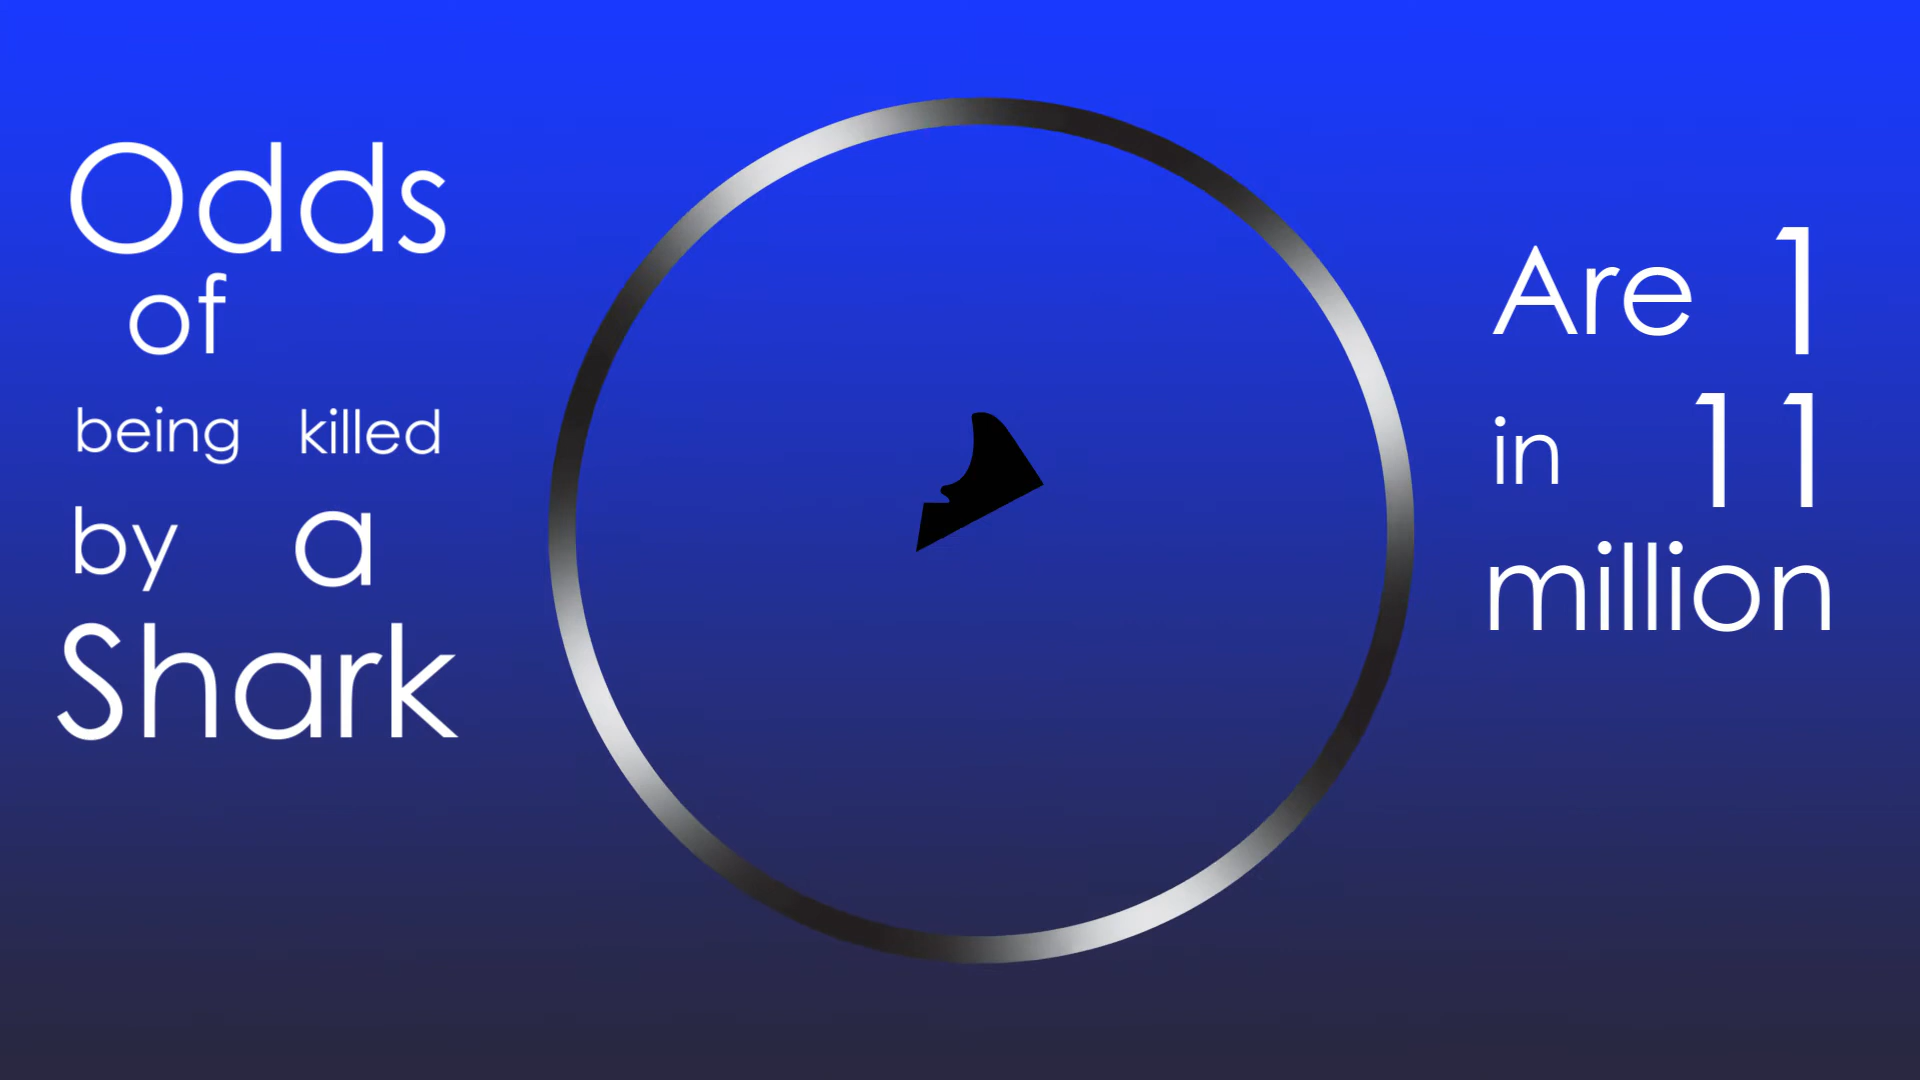 Odds
of
being killed
by a
Shark
Are 1
in 11
million